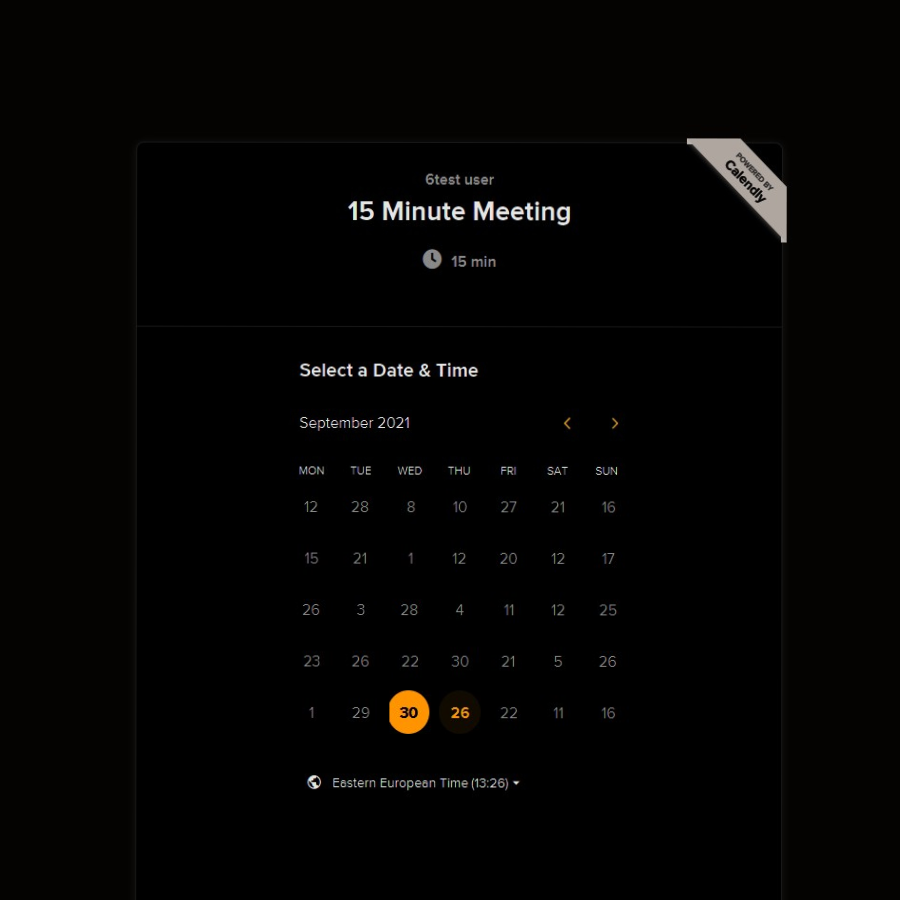 POWERED BY
Calendly
6test user
15 Minute Meeting
15 min
Select a Date & Time
September 2021
MON TUE WED THU FRI SAT SUN
12 28 8 10 27 21 16
15 21 1 12 20 12 17
26 3 28 4 11 12 25
23 26 22 30 21 5 26
1 29 30 26 22 11 16
Eastern European Time (13:26)